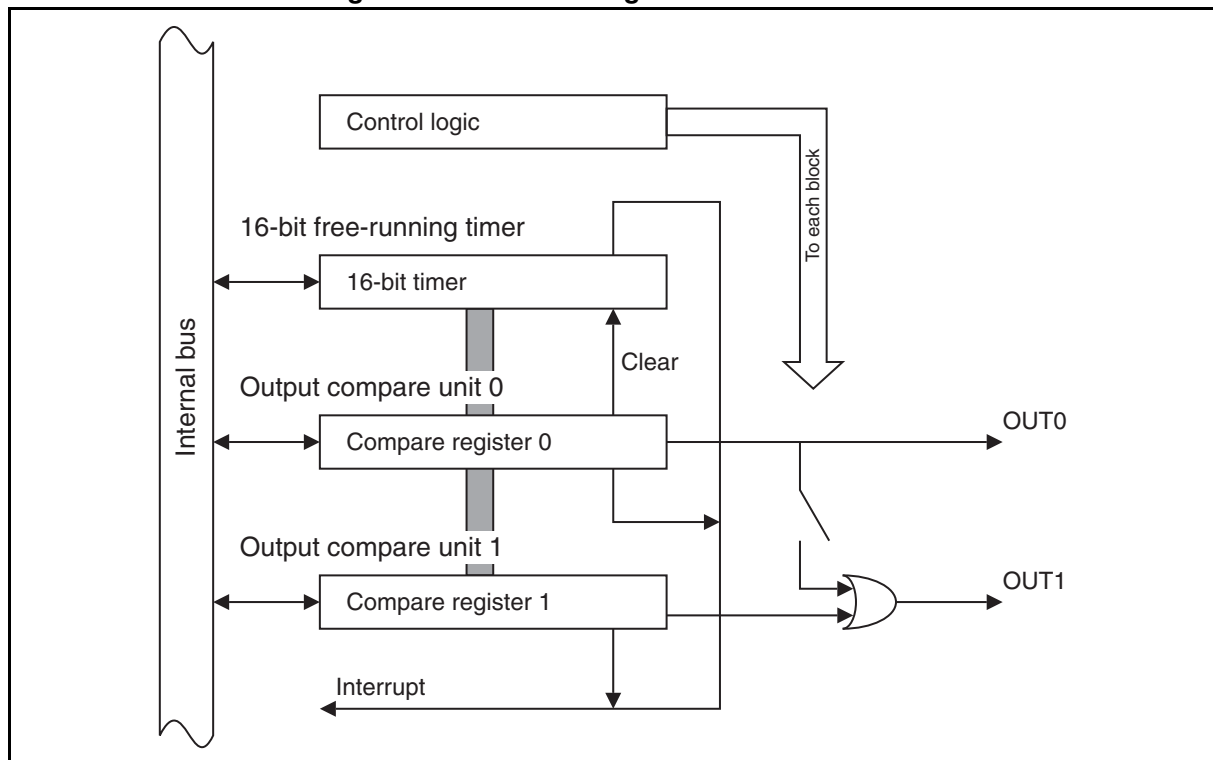 Control logic
To each block
16-bit free-running timer
16-bit timer
Internal bus
Clear
Output compare unit 0
Compare register 0
OUT0
Output compare unit 1
Compare register 1
OUT1
Interrupt